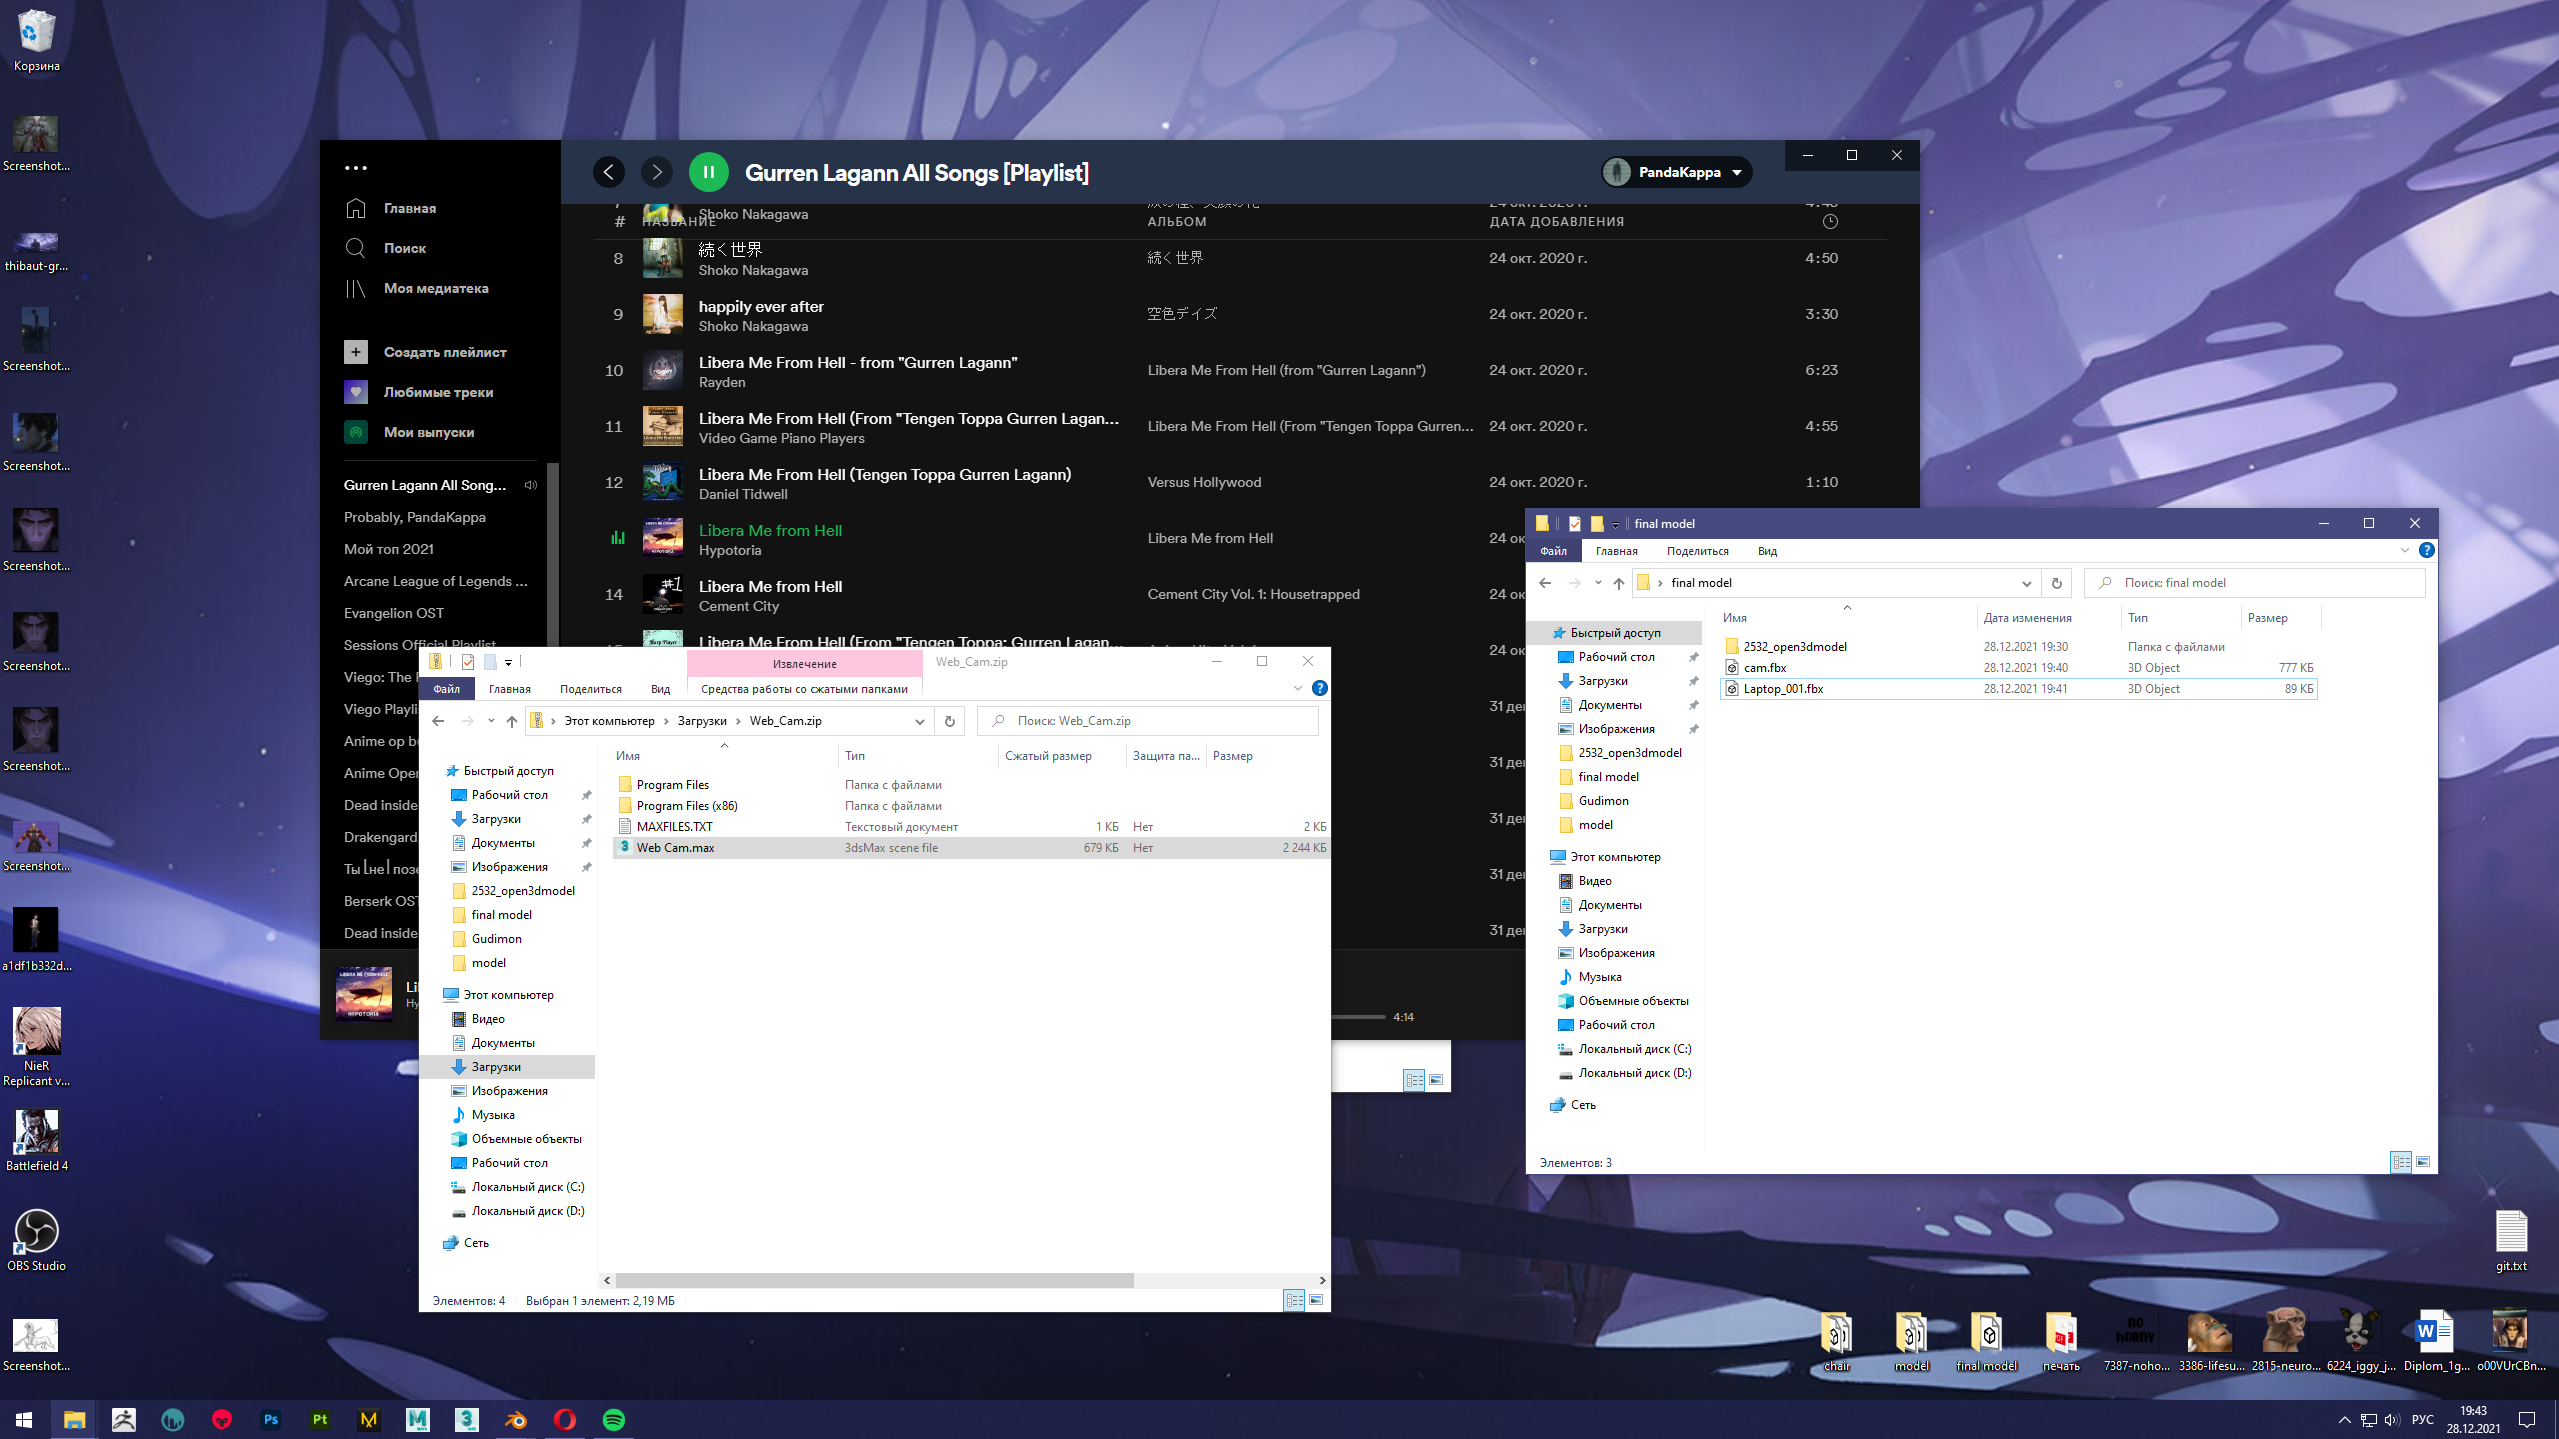 Корзина
Screenshot...
thibaut-gr...
Screenshot...
Screenshot...
Screenshot...
Screenshot...
Screenshot...
Screenshot...
a1df1b332d...
NieR
Replicant v...
Battlefield 4
OBS Studio
Screenshot...
Главная
Поиск
Моя медиатека
Создать плейлист
Любимые треки
Мои выпуски
Gurren Lagann All Song...
Probably, PandaKappa
Мой топ 2021
Arcane League of Legends ...
Evangelion OST
Sessions Official Playlist
Viego: The
Viego Playli
Anime op b
Anime Oper
Dead inside
Drakengard
Berserk OST
Dead inside
Gurren Lagann All Songs [Playlist]
PandaKappa
# НАЗВАНИЕ АЛЬБОМ ДАТА ДОБАВЛЕНИЯ
Shoko Nakagawa
8 続く世界 続く世界 24 окт. 2020 г. 4:50
Shoko Nakagawa
9 happily ever after 空色デイズ 24 окт. 2020 г. 3:30
Shoko Nakagawa
10 Libera Me From Hell - from "Gurren Lagann" Libera Me From Hell (from "Gurren Lagann") 24 окт. 2020 г. 6:23
Rayden
11 Libera Me From Hell (From "Tengen Toppa Gurren Lagan... Libera Me From Hell (From "Tengen Toppa Gurren... 24 окт. 2020 г. 4:55
Video Game Piano Players
12 Libera Me From Hell (Tengen Toppa Gurren Lagann) Versus Hollywood 24 окт. 2020 г. 1:10
Daniel Tidwell
Libera Me from Hell Libera Me from Hell 24 ок
Hypotoria
14 Libera Me from Hell Cement City Vol. 1: Housetrapped 24 ок
Cement City
Libera Me From Hell (From "Tengen Toppa: Gurren Lagan... 24 ок
31 де
31 де
31 де
31 де
31 де
LIBERA ME FROM HELL
HYPOTORIA
4:14
Извлечение Web_Cam.zip
Файл Главная Поделиться Вид Средства работы со сжатыми папками
Этот компьютер Загрузки Web_Cam.zip Поиск: Web_Cam.zip
Имя Тип Сжатый размер Защита па... Размер
Program Files Папка с файлами
Program Files (x86) Папка с файлами
MAXFILES.TXT Текстовый документ 1 КБ Нет 2 КБ
Web Cam.max 3dsMax scene file 679 КБ Нет 2 244 КБ
Быстрый доступ
Рабочий стол
Загрузки
Документы
Изображения
2532_open3dmodel
final model
Gudimon
model
Этот компьютер
Видео
Документы
Загрузки
Изображения
Музыка
Объемные объекты
Рабочий стол
Локальный диск (C:)
Локальный диск (D:)
Сеть
Элементов: 4 Выбран 1 элемент: 2,19 МБ
final model
Файл Главная Поделиться Вид
final model Поиск: final model
Имя Дата изменения Тип Размер
2532_open3dmodel 28.12.2021 19:30 Папка с файлами
cam.fbx 28.12.2021 19:40 3D Object 777 КБ
Laptop_001.fbx 28.12.2021 19:41 3D Object 89 КБ
Быстрый доступ
Рабочий стол
Загрузки
Документы
Изображения
2532_open3dmodel
final model
Gudimon
model
Этот компьютер
Видео
Документы
Загрузки
Изображения
Музыка
Объемные объекты
Рабочий стол
Локальный диск (C:)
Локальный диск (D:)
Сеть
Элементов: 3
git.txt
chair
model
final model
печать
7387-noho...
3386-lifesu...
2815-neuro...
6224_iggy_j...
Diplom_1g...
o00VUrCBn...
РУС
19:43
28.12.2021